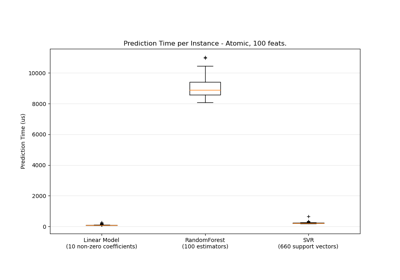 Prediction Time per Instance - Atomic, 100 feats.
Prediction Time (us)
10000
8000
6000
4000
2000
0
Linear Model
(10 non-zero coefficients)
RandomForest
(100 estimators)
SVR
(660 support vectors)